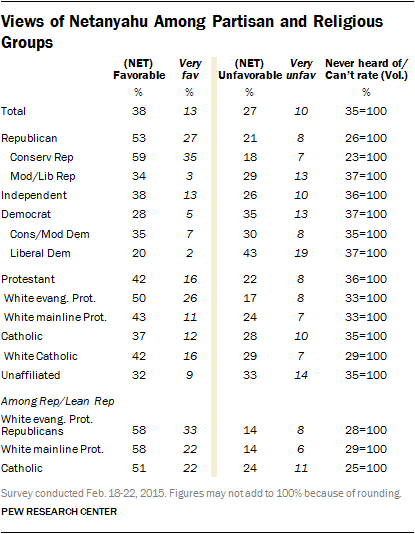 Views of Netanyahu Among Partisan and Religious
Groups
(NET) Very (NET) Very Never heard of/
Favorable fav Unfavorable unfav Can't rate (Vol.)
% % % % %
Total 38 13 27 10 35=100
Republican 53 27 21 8 26=100
Conserv Rep 59 35 18 7 23=100
Mod/Lib Rep 34 3 29 13 37=100
Independent 38 13 26 10 36=100
Democrat 28 5 35 13 37=100
Cons/Mod Dem 35 7 30 8 35=100
Liberal Dem 20 2 43 19 37=100
Protestant 42 16 22 8 36=100
White evang. Prot. 50 26 17 8 33=100
White mainline Prot. 43 11 24 7 33=100
Catholic 37 12 28 10 35=100
White Catholic 42 16 29 7 29=100
Unaffiliated 32 9 33 14 35=100
Among Rep/Lean Rep
White evang. Prot.
Republicans 58 33 14 8 28=100
White mainline Prot. 58 22 14 6 29=100
Catholic 51 22 24 11 25=100
Survey conducted Feb. 18-22, 2015. Figures may not add to 100% because of rounding.
PEW RESEARCH CENTER